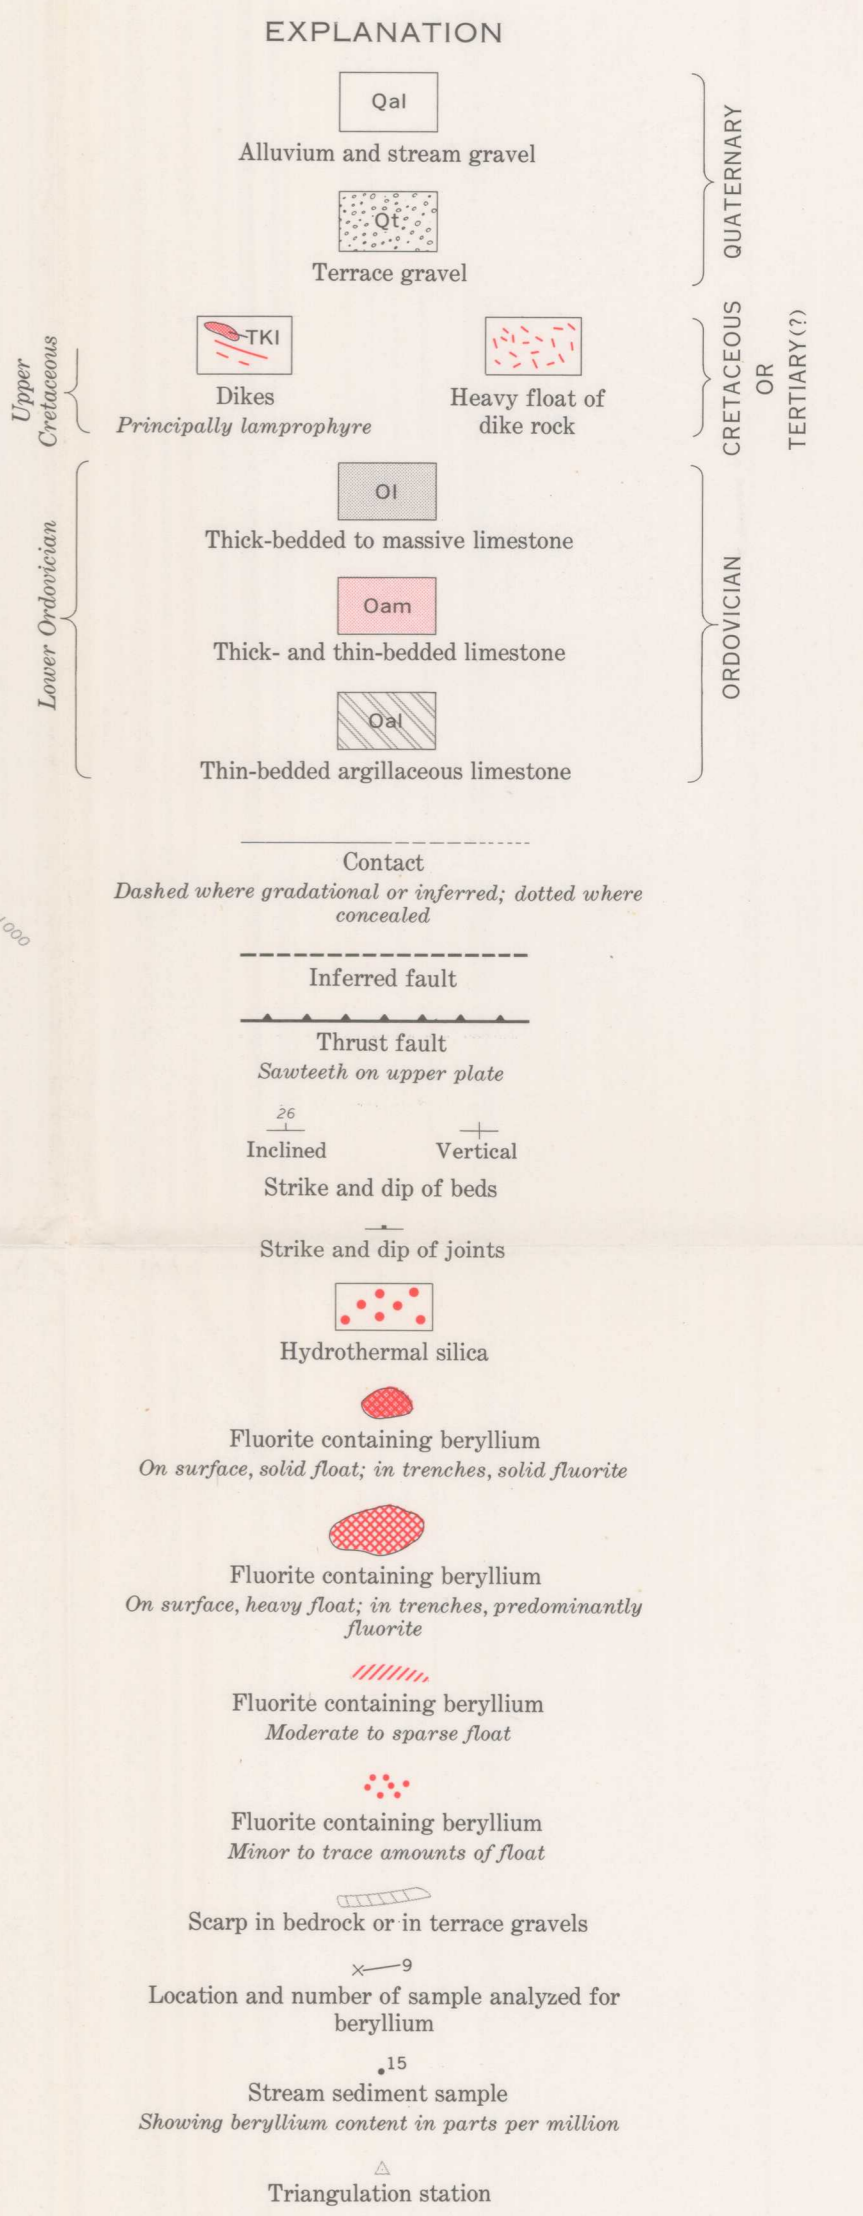 EXPLANATION
Qal
Alluvium and stream gravel
Qt
Terrace gravel
QUATERNARY
TKl
Dikes
Principally lamprophyre
Heavy float of
dike rock
Upper
Cretaceous
CRETACEOUS
OR
TERTIARY(?)
Ol
Thick-bedded to massive limestone
Oam
Thick- and thin-bedded limestone
Oal
Thin-bedded argillaceous limestone
Lower Ordovician
ORDOVICIAN
Contact
Dashed where gradational or inferred; dotted where
concealed
1000
Inferred fault
Thrust fault
Sawteeth on upper plate
26
Inclined
Vertical
Strike and dip of beds
Strike and dip of joints
Hydrothermal silica
Fluorite containing beryllium
On surface, solid float; in trenches, solid fluorite
Fluorite containing beryllium
On surface, heavy float; in trenches, predominantly
fluorite
Fluorite containing beryllium
Moderate to sparse float
Fluorite containing beryllium
Minor to trace amounts of float
Scarp in bedrock or in terrace gravels
9
Location and number of sample analyzed for
beryllium
15
Stream sediment sample
Showing beryllium content in parts per million
Triangulation station